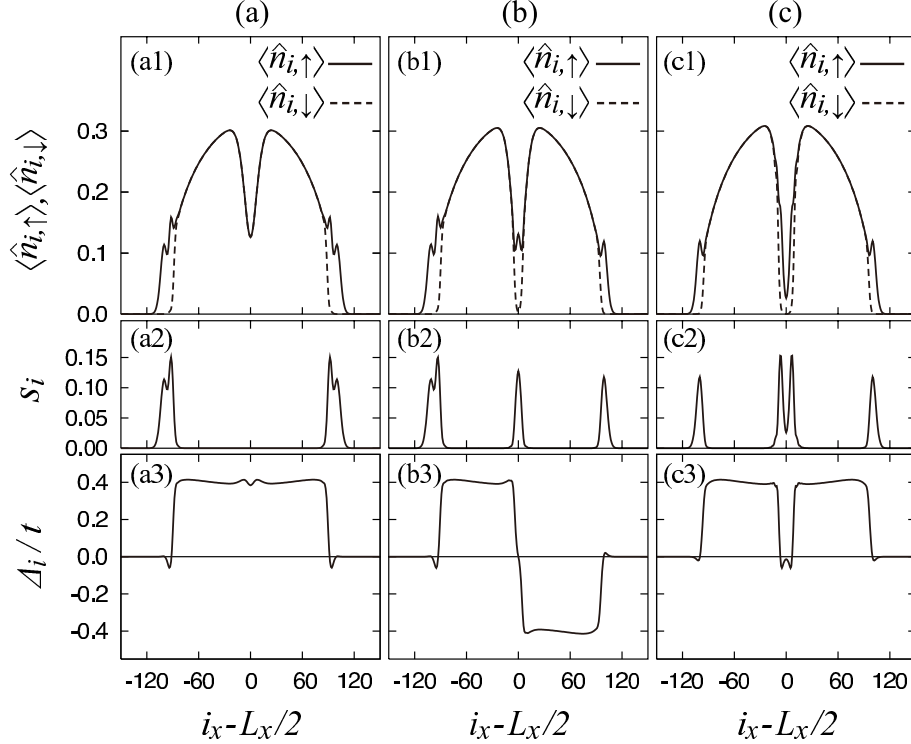 (a) (b) (c)
(a1) ⟨n̂i,↑⟩ (b1) ⟨n̂i,↑⟩ (c1) ⟨n̂i,↑⟩
⟨n̂i,↓⟩ ⟨n̂i,↓⟩ ⟨n̂i,↓⟩
⟨n̂i,↑⟩,⟨n̂i,↓⟩
0.3
0.2
0.1
0.0
(a2) (b2) (c2)
si
0.15
0.10
0.05
0.00
(a3) (b3) (c3)
Δi/t
0.4
0.2
0.0
-0.2
-0.4
-120 -60 0 60 120 -120 -60 0 60 120 -120 -60 0 60 120
ix-Lx/2 ix-Lx/2 ix-Lx/2